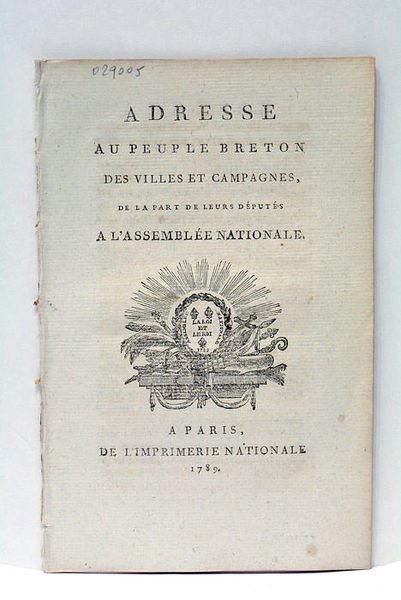 029005
ADRESSE
AU PEUPLE BRETON
DES VILLES ET CAMPAGNES,
DE LA PART DE LEURS DÉPUTÉS
A L'ASSEMBLÉE NATIONALE.
LA LOI
ET
LE ROI
1789
A PARIS,
DE L'IMPRIMERIE NATIONALE
1789.